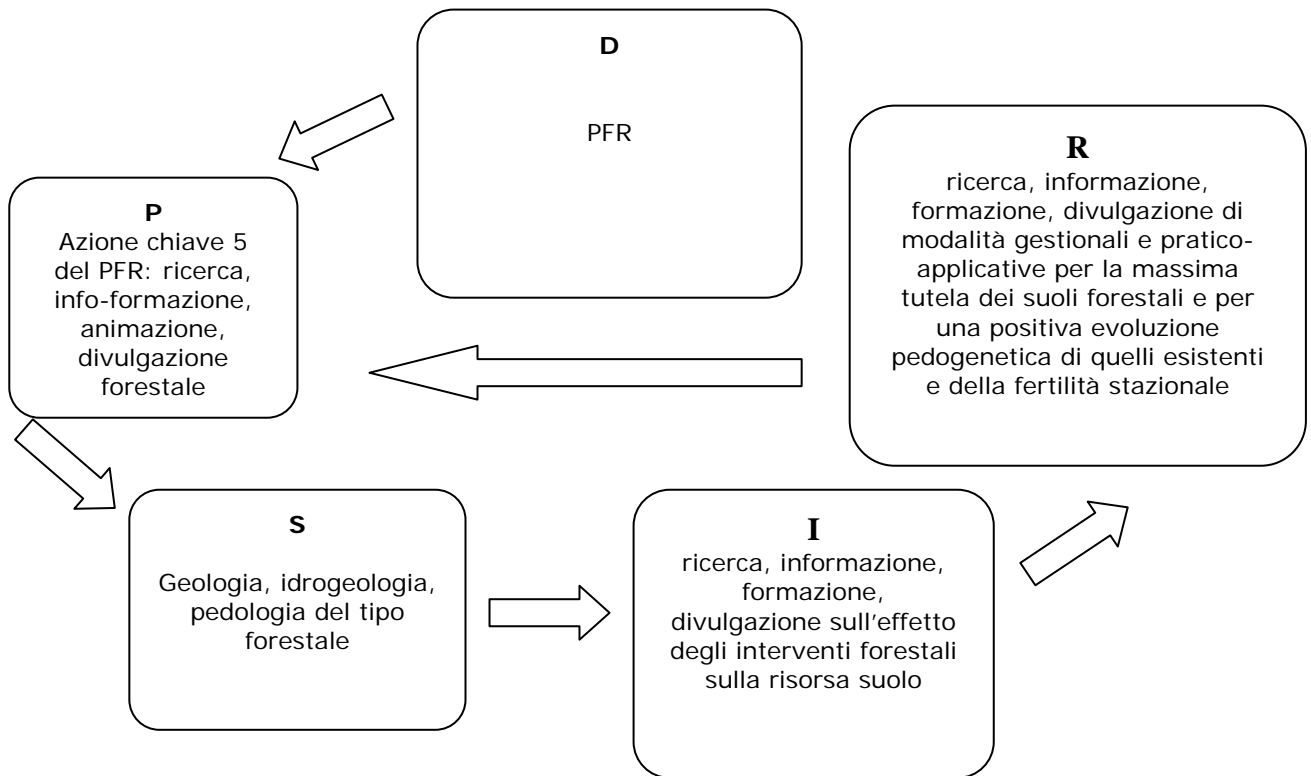 D
PFR
P
Azione chiave 5
del PFR: ricerca,
info-formazione,
animazione,
divulgazione
forestale
S
Geologia, idrogeologia,
pedologia del tipo
forestale
I
ricerca, informazione,
formazione,
divulgazione sull'effetto
degli interventi forestali
sulla risorsa suolo
R
ricerca, informazione,
formazione, divulgazione di
modalità gestionali e pratico-
applicative per la massima
tutela dei suoli forestali e per
una positiva evoluzione
pedogenetica di quelli esistenti
e della fertilità stazionale